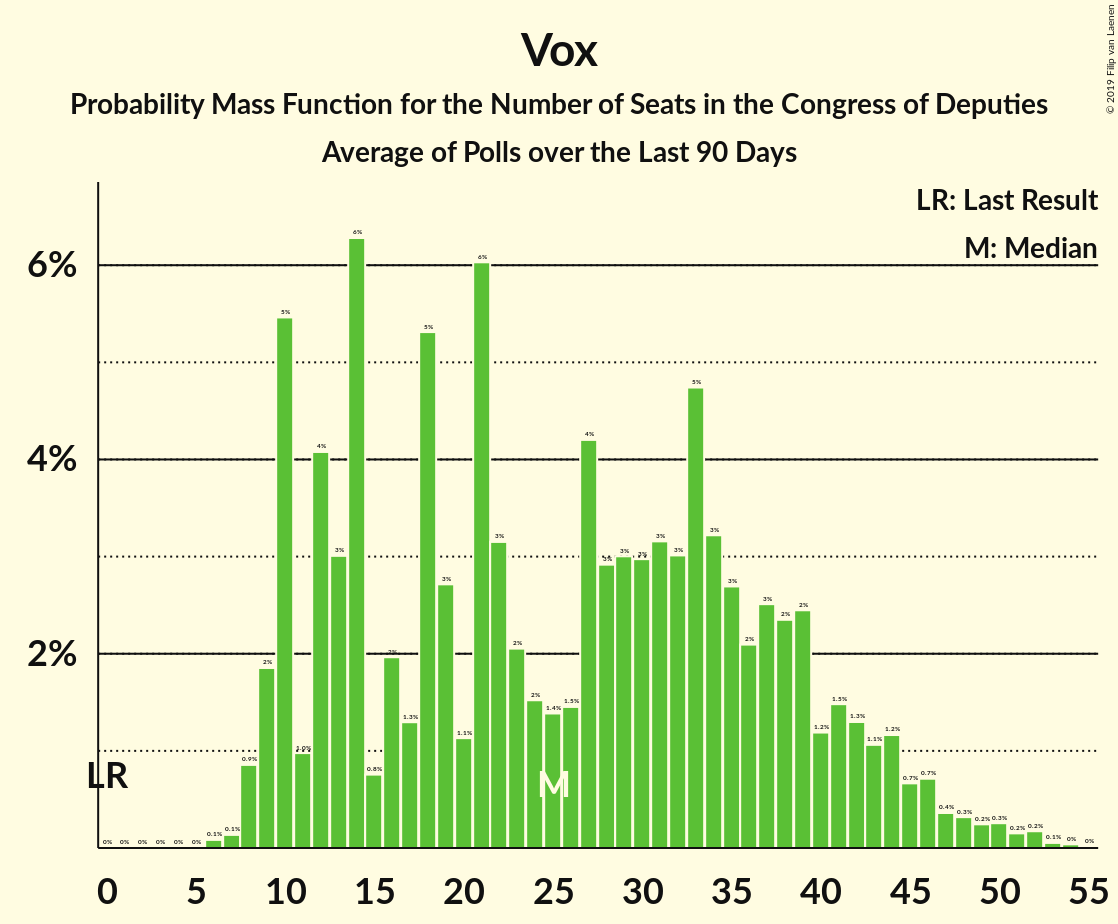 Vox
Probability Mass Function for the Number of Seats in the Congress of Deputies
Average of Polls over the Last 90 Days
© 2019 Filip van Laenen
LR: Last Result
M: Median
6%
4%
2%
0% 0% 0% 0% 0% 0% 0.1% 0.1% 0.9% 2% 5% 1.0% 4% 3% 6% 0.8% 2% 1.3% 5% 3% 1.1% 6% 3% 2% 2% 1.4% 1.5% 4% 3% 3% 3% 3% 3% 5% 3% 3% 2% 3% 2% 2% 1.2% 1.5% 1.3% 1.1% 1.2% 0.7% 0.7% 0.4% 0.3% 0.2% 0.3% 0.2% 0.2% 0.1% 0% 0%
LR
M
0 5 10 15 20 25 30 35 40 45 50 55